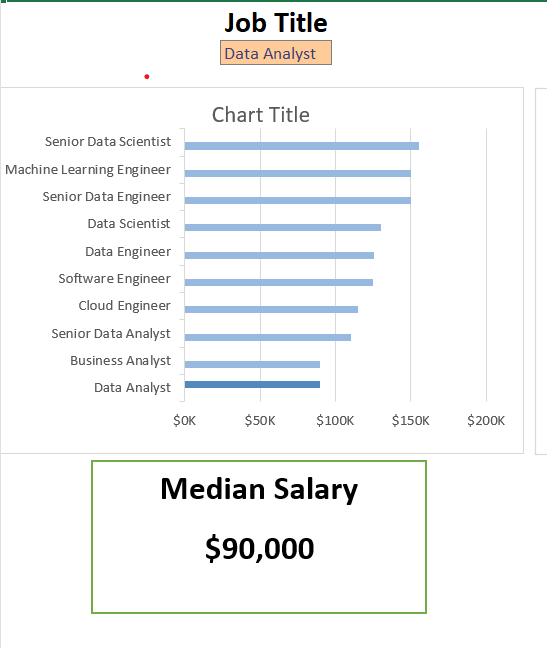 Job Title
Data Analyst
Chart Title
Senior Data Scientist
Machine Learning Engineer
Senior Data Engineer
Data Scientist
Data Engineer
Software Engineer
Cloud Engineer
Senior Data Analyst
Business Analyst
Data Analyst
$0K $50K $100K $150K $200K
Median Salary
$90,000